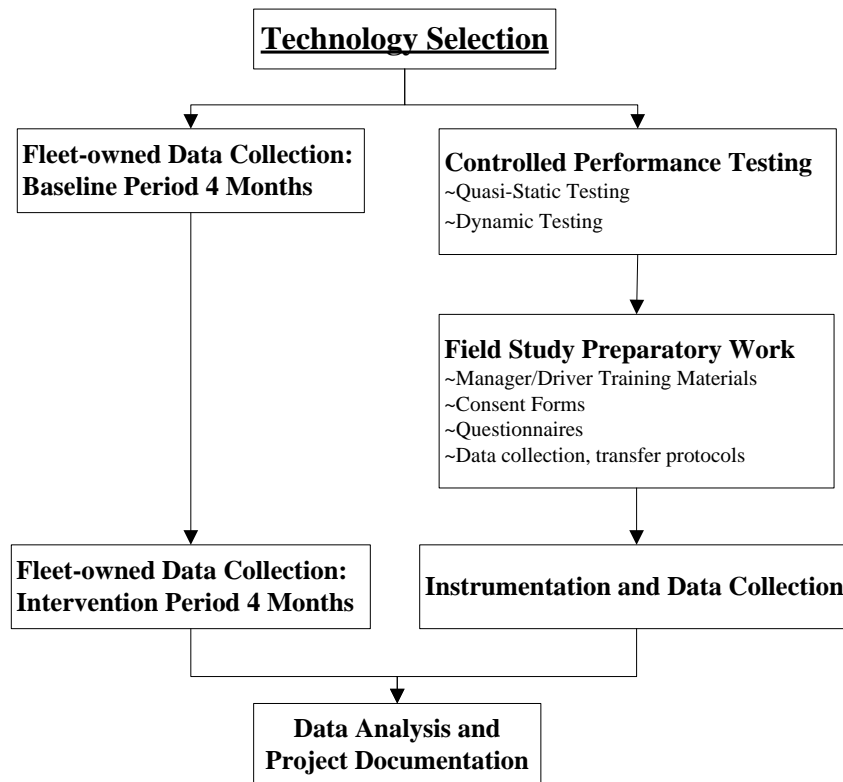 Technology Selection
Fleet-owned Data Collection:
Baseline Period 4 Months
Controlled Performance Testing
~Quasi-Static Testing
~Dynamic Testing
Field Study Preparatory Work
~Manager/Driver Training Materials
~Consent Forms
~Questionnaires
~Data collection, transfer protocols
Fleet-owned Data Collection:
Intervention Period 4 Months
Instrumentation and Data Collection
Data Analysis and
Project Documentation